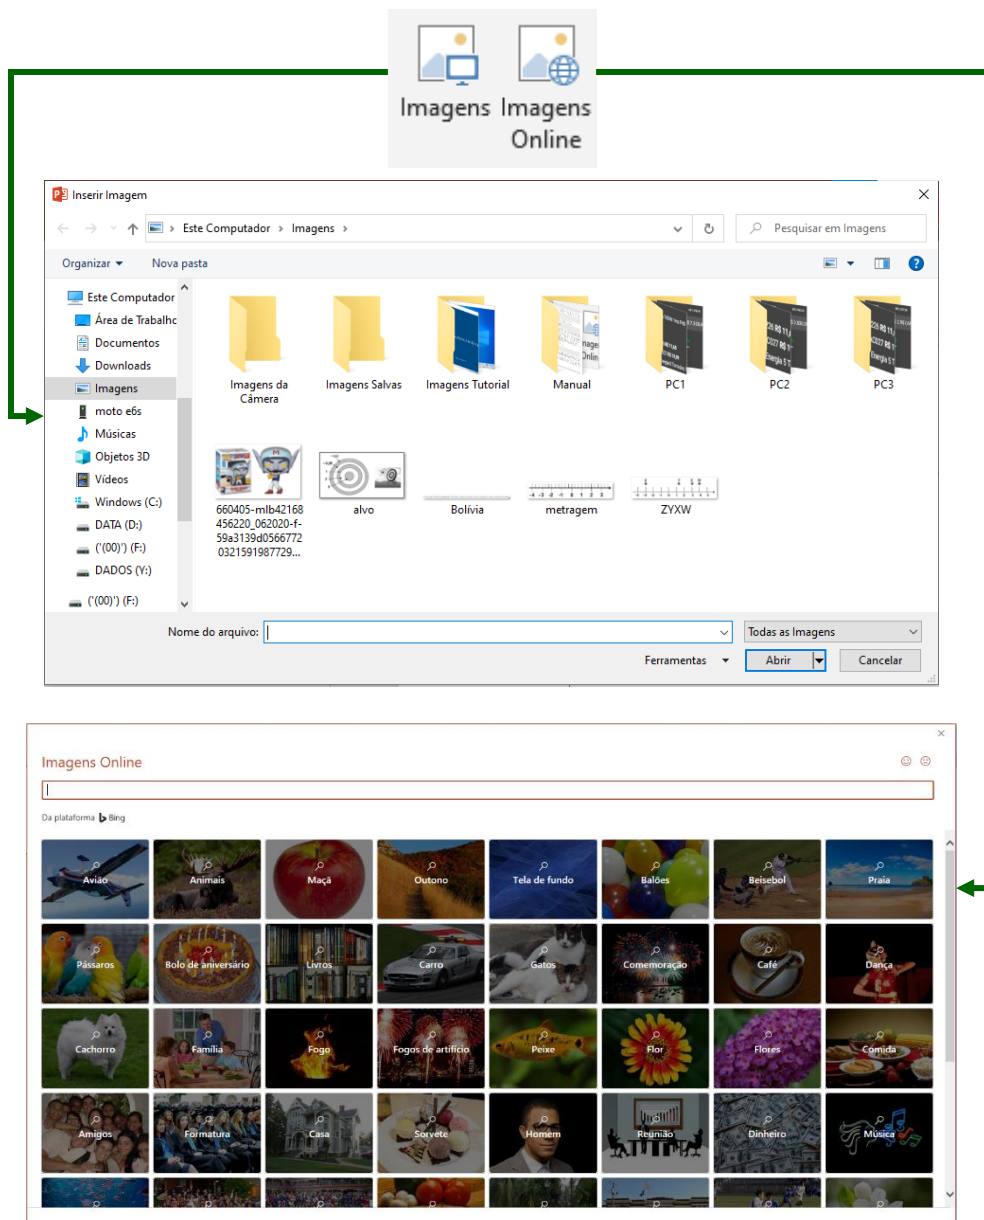 Imagens Imagens
Online
Inserir Imagem
Este Computador › Imagens ›
Pesquisar em Imagens
Organizar
Nova pasta
Este Computador
Área de Trabalhc
Documentos
Downloads
Imagens
moto e6s
Músicas
Objetos 3D
Vídeos
Windows (C:)
DATA (D:)
('(00)') (F:)
DADOS (Y:)
('(00)') (F:)
Imagens da
Câmera
Imagens Salvas
Imagens Tutorial
Manual
PC1
PC2
PC3
660405-mlb42168
456220_062020-f-
59a3139d0566772
0321591987729...
alvo
Bolívia
metragem
ZYXW
Nome do arquivo:
Todas as Imagens
Ferramentas
Abrir
Cancelar
Imagens Online
Da plataforma Bing
Avião
Animais
Maçã
Outono
Tela de fundo
Balões
Beisebol
Praia
Pássaros
Bolo de aniversário
Livros
Carro
Gatos
Comemoração
Café
Dança
Cachorro
Família
Fogo
Fogos de artifício
Peixe
Flor
Flores
Comida
Amigos
Formatura
Casa
Sorvete
Homem
Reunião
Dinheiro
Música